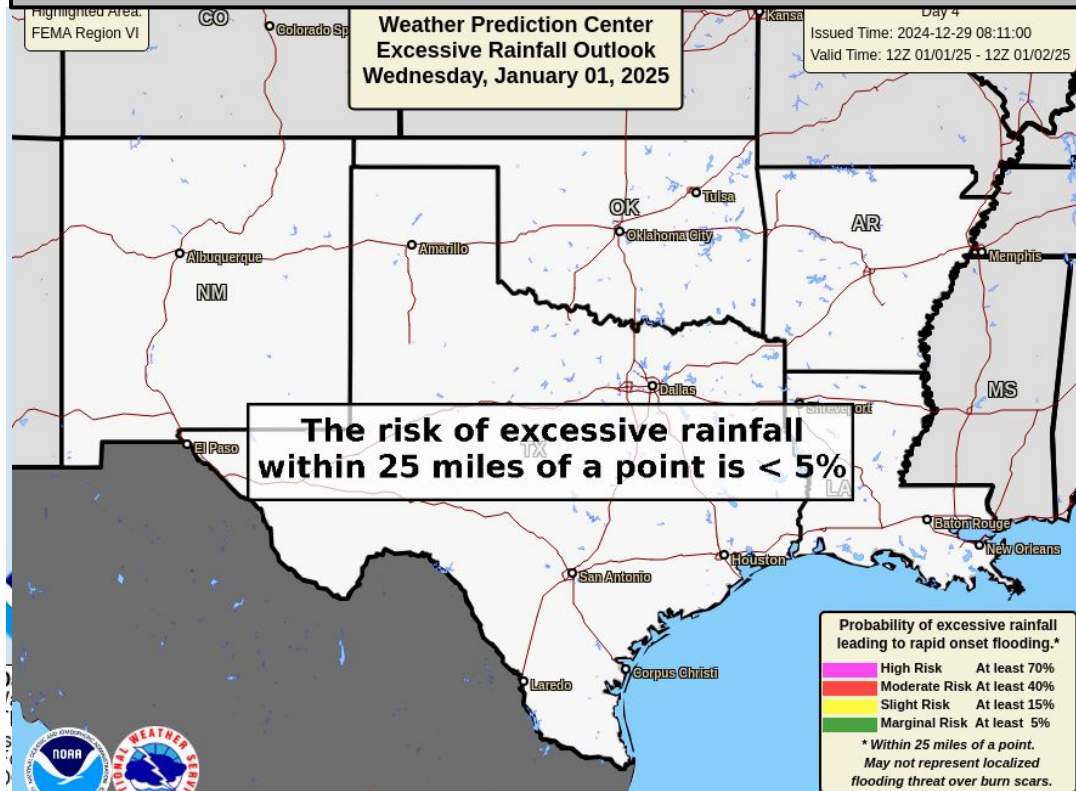 Highlighted Area:
FEMA Region VI
Weather Prediction Center
Excessive Rainfall Outlook
Wednesday, January 01, 2025
Day 4
Issued Time: 2024-12-29 08:11:00
Valid Time: 12Z 01/01/25 - 12Z 01/02/25
CO
Colorado Sp
Kansa
Tulsa
OK
Oklahoma City
AR
Amarillo
Albuquerque
Memphis
NM
Dallas
MS
Shreveport
The risk of excessive rainfall
within 25 miles of a point is < 5%
El Paso
TX
LA
Baton Rouge
New Orleans
Houston
San Antonio
Corpus Christi
Laredo
Probability of excessive rainfall
leading to rapid onset flooding.*
High Risk At least 70%
Moderate Risk At least 40%
Slight Risk At least 15%
Marginal Risk At least 5%
* Within 25 miles of a point.
May not represent localized
flooding threat over burn scars.
NOAA